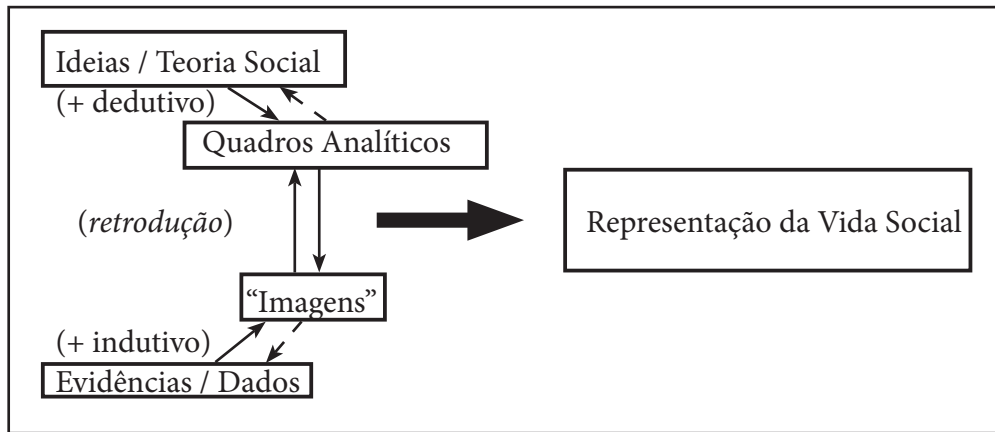 Ideias / Teoria Social
(+ dedutivo)
Quadros Analíticos
(retrodução)
Representação da Vida Social
“Imagens”
(+ indutivo)
Evidências / Dados